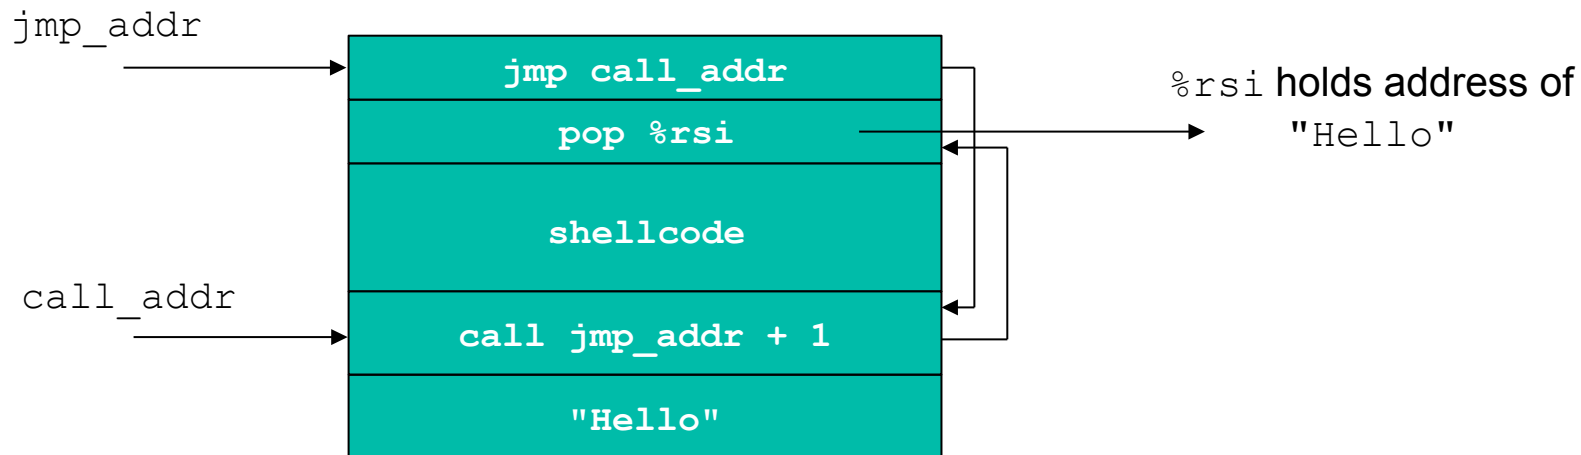 jmp_addr
jmp call_addr
%rsi holds address of
"Hello"
pop %rsi
shellcode
call_addr
call jmp_addr + 1
"Hello"